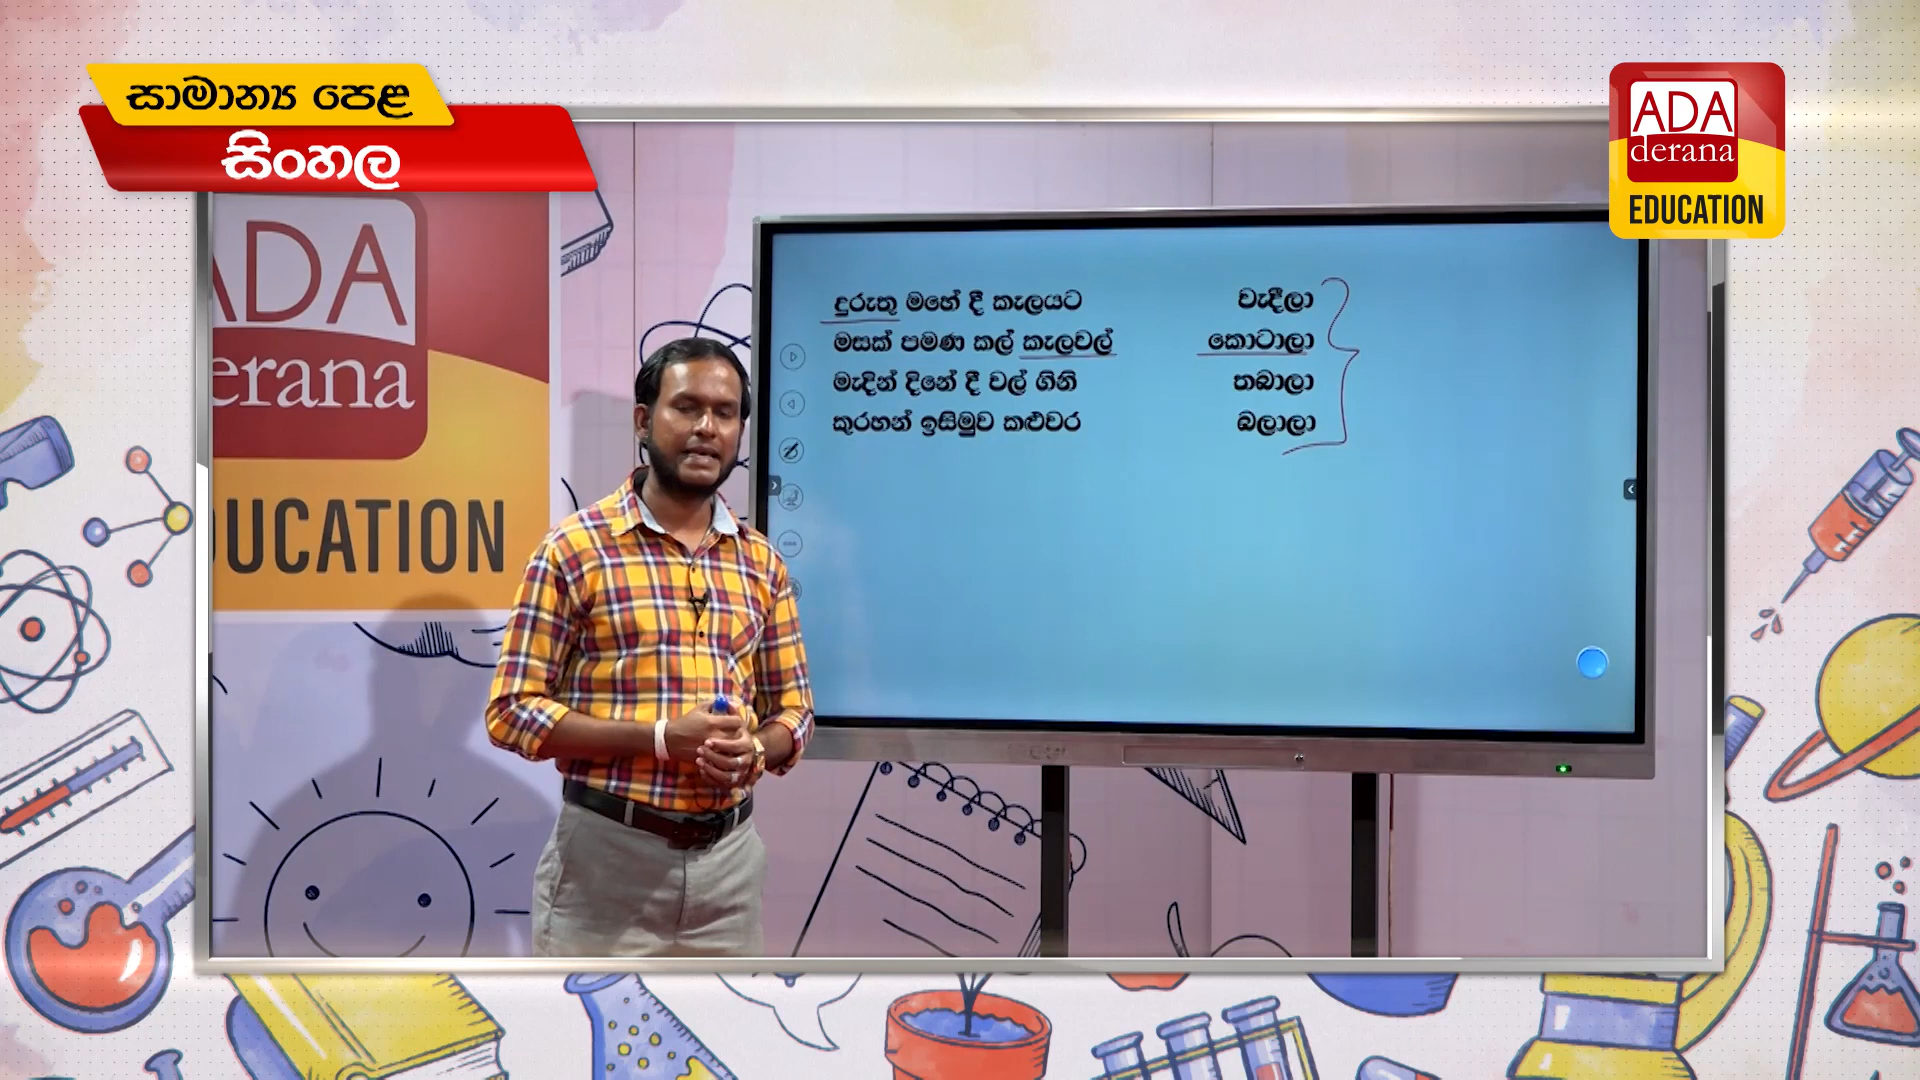 සාමාන්‍ය පෙළ
සිංහල
ADA
derana
EDUCATION
ADA
erana
UCATION
දුරුතු මහේ දී කැලයට වැදීලා
මසක් පමණ කල් කැලවල් කොටාලා
මැදින් දිනේ දී වල් ගිනි තබාලා
කුරහන් ඉසිමුව කළුවර බලාලා